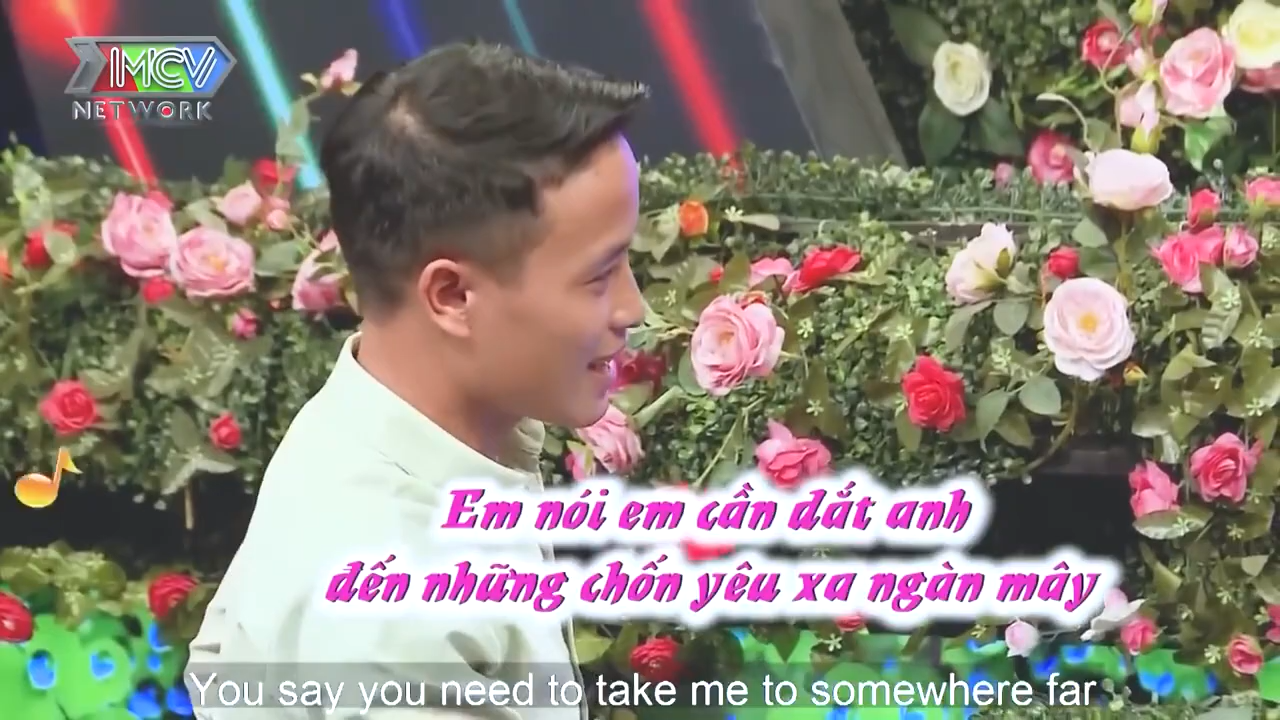 MCV
NETWORK
Em nói em cần dắt anh
đến những chốn yêu xa ngàn mây
You say you need to take me to somewhere far